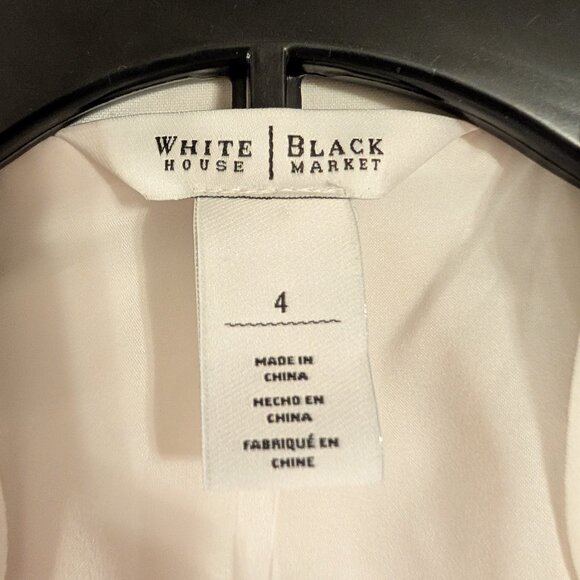 WHITE | BLACK
HOUSE | MARKET
4
MADE IN
CHINA
HECHO EN
CHINA
FABRIQUÉ EN
CHINE